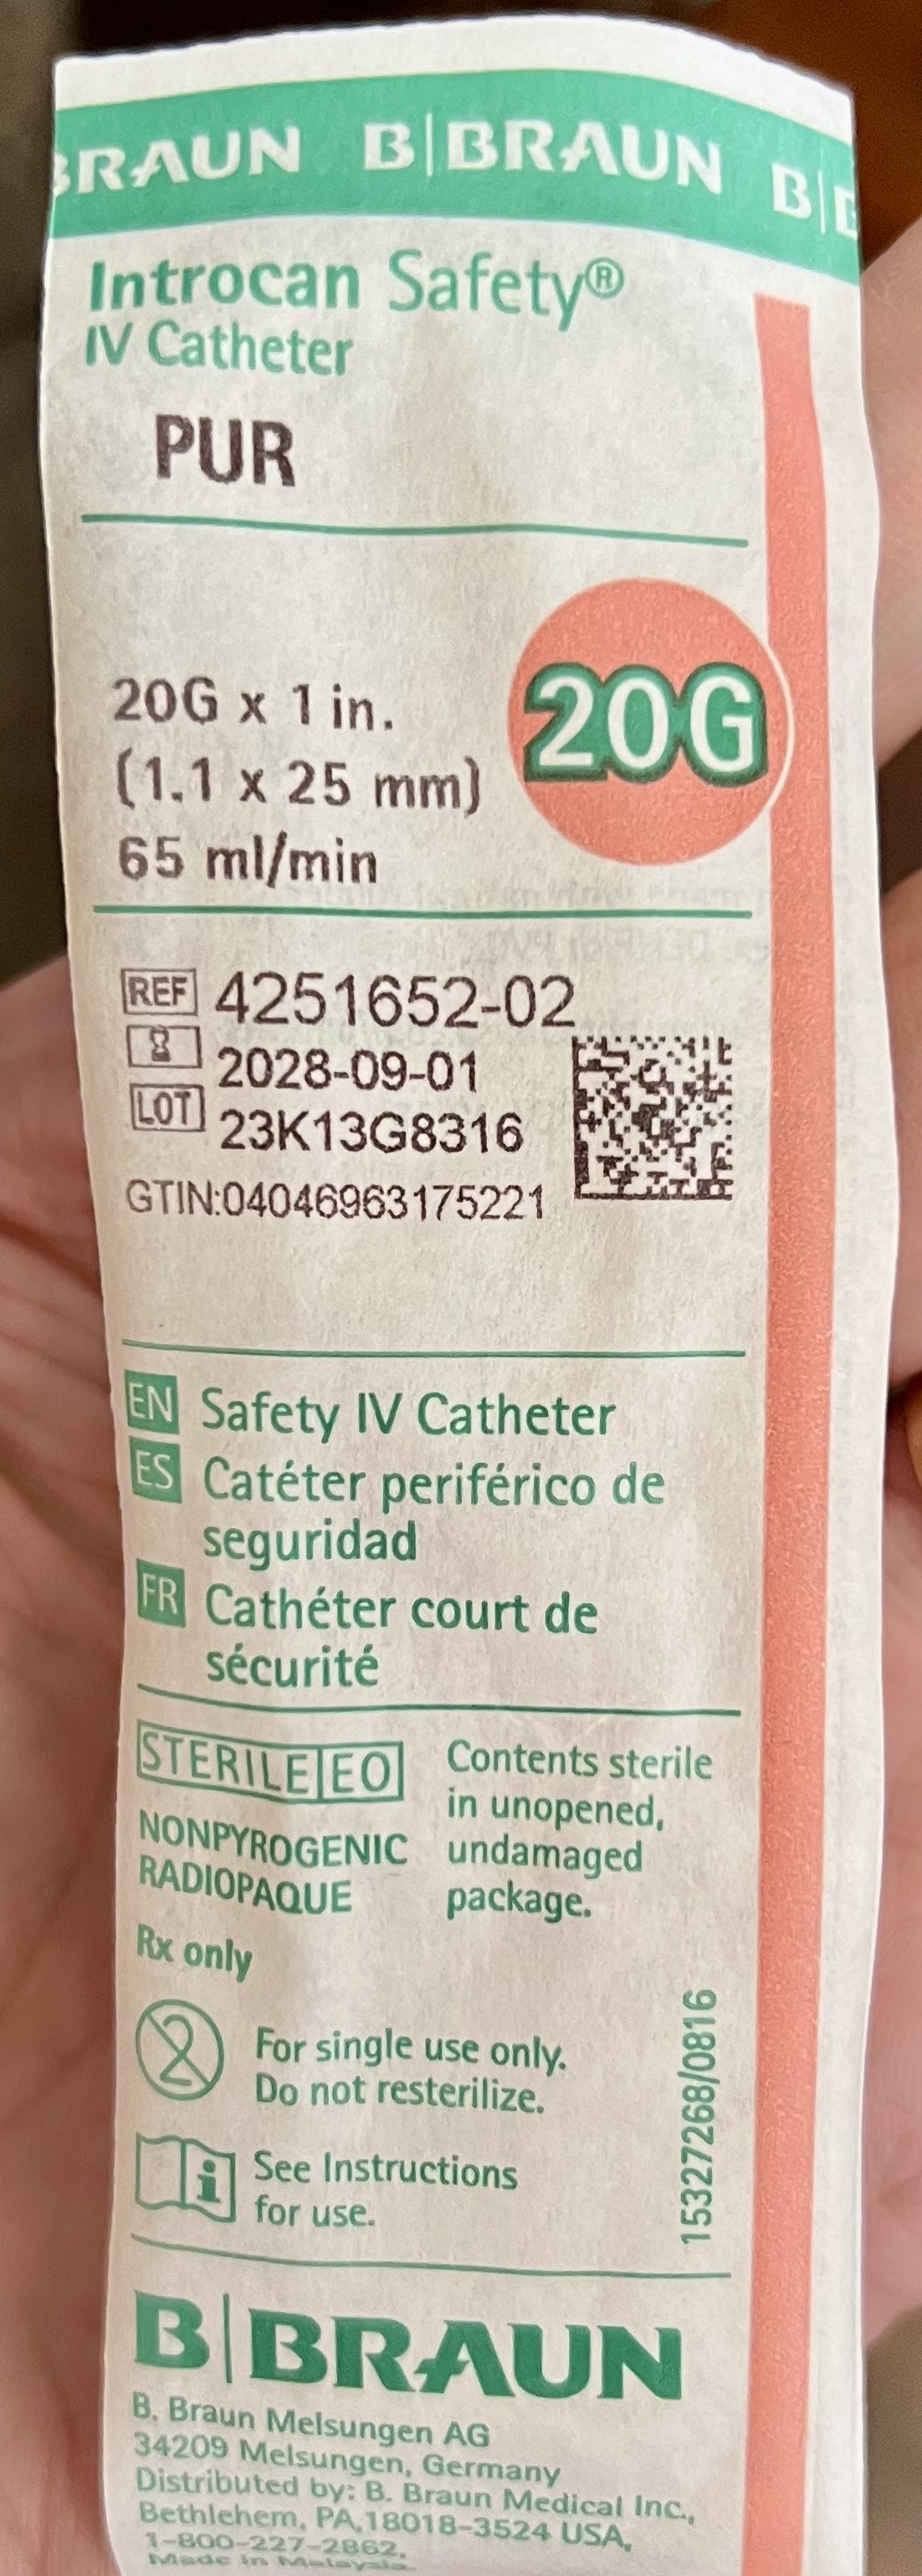 BRAUN B|BRAUN B|B
Introcan Safety®
IV Catheter
PUR
20G x 1 in.
(1.1 x 25 mm)
65 ml/min
20G
REF 4251652-02
2028-09-01
LOT 23K13G8316
GTIN:04046963175221
EN Safety IV Catheter
ES Catéter periférico de
seguridad
FR Cathéter court de
sécurité
STERILE EO
NONPYROGENIC
RADIOPAQUE
Contents sterile
in unopened,
undamaged
package.
Rx only
2
For single use only.
Do not resterilize.
See Instructions
for use.
15327268/0816
B|BRAUN
B. Braun Melsungen AG
34209 Melsungen, Germany
Distributed by: B. Braun Medical Inc.,
Bethlehem, PA,18018-3524 USA,
1-800-227-2862,
Made in Malaysia.